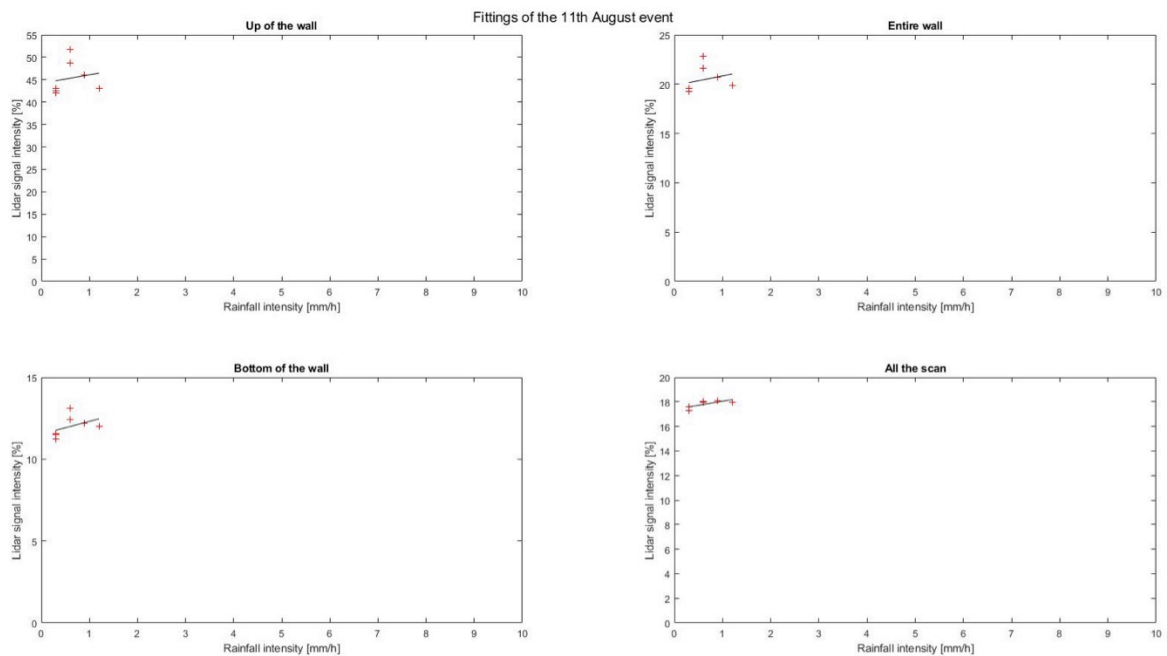 Fittings of the 11th August event
Up of the wall
55
50
45
40
35
30
25
20
15
10
5
0
Lidar signal intensity [%]
0 1 2 3 4 5 6 7 8 9 10
Rainfall intensity [mm/h]
Entire wall
25
20
15
10
5
0
Lidar signal intensity [%]
0 1 2 3 4 5 6 7 8 9 10
Rainfall intensity [mm/h]
Bottom of the wall
15
10
5
0
Lidar signal intensity [%]
0 1 2 3 4 5 6 7 8 9 10
Rainfall intensity [mm/h]
All the scan
20
18
16
14
12
10
8
6
4
2
0
Lidar signal intensity [%]
0 1 2 3 4 5 6 7 8 9 10
Rainfall intensity [mm/h]